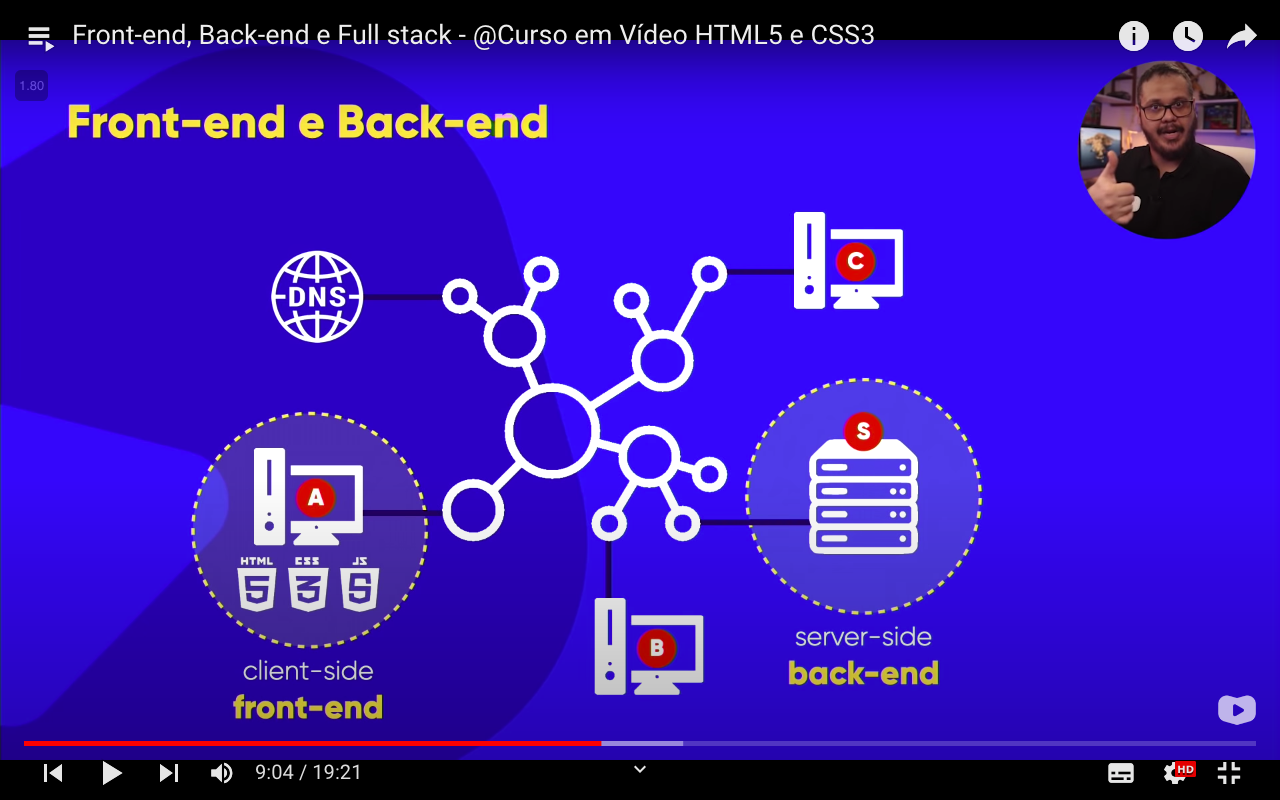 Front-end, Back-end e Full stack - @Curso em Vídeo HTML5 e CSS3
1.80
Front-end e Back-end
DNS
C
S
A
HTML CSS JS
5 3
B
client-side
front-end
server-side
back-end
9:04 / 19:21
HD